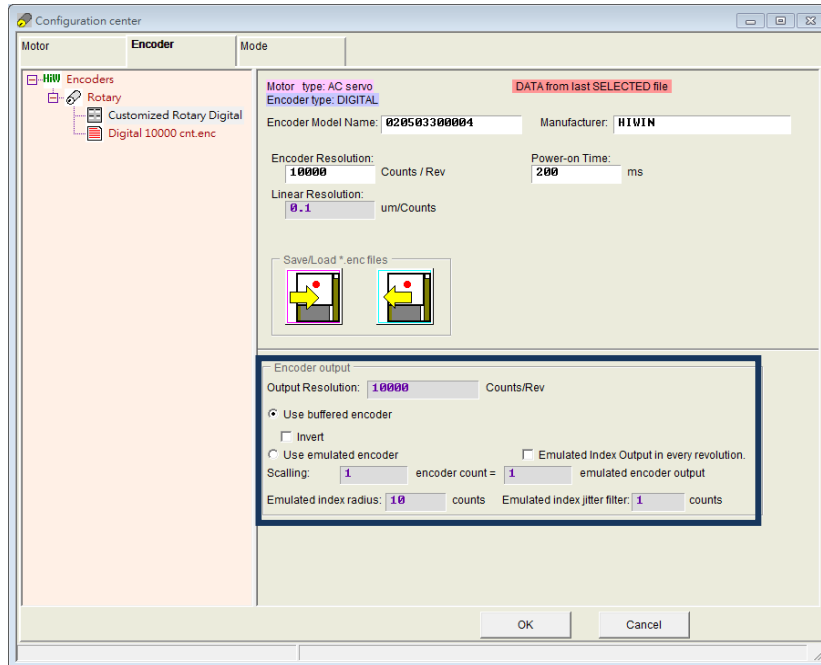 Configuration center
Motor Encoder Mode
HiW Encoders
Rotary
Customized Rotary Digital
Digital 10000 cnt.enc
Motor type: AC servo DATA from last SELECTED file
Encoder type: DIGITAL
Encoder Model Name: 020503300004 Manufacturer: HIWIN
Encoder Resolution: Power-on Time:
10000 Counts / Rev 200 ms
Linear Resolution:
0.1 um/Counts
Save/Load *.enc files
Encoder output
Output Resolution: 10000 Counts/Rev
Use buffered encoder
Invert
Use emulated encoder Emulated Index Output in every revolution.
Scalling: 1 encoder count = 1 emulated encoder output
Emulated index radius: 10 counts Emulated index jitter filter: 1 counts
OK Cancel